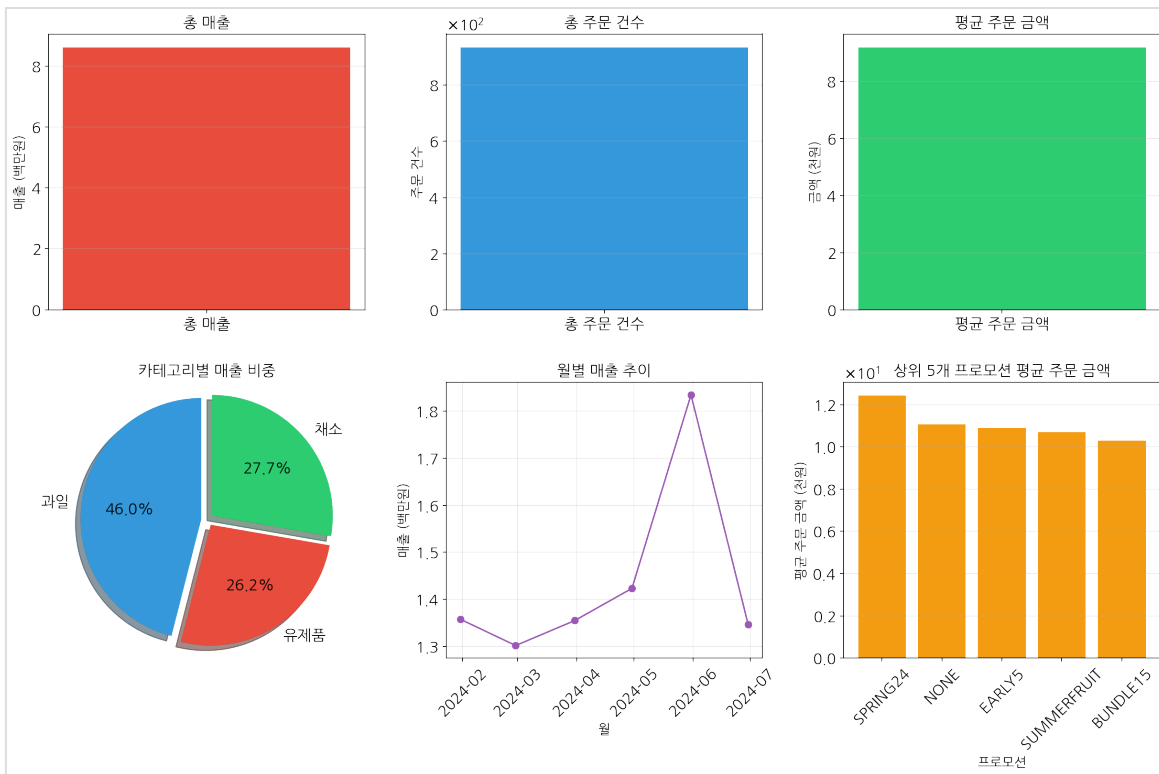 총 매출
매출 (백만원)
8
6
4
2
0
총 매출
×10²
총 주문 건수
주문 건수
8
6
4
2
0
총 주문 건수
평균 주문 금액
금액 (천원)
8
6
4
2
0
평균 주문 금액
카테고리별 매출 비중
채소
27.7%
과일
46.0%
26.2%
유제품
월별 매출 추이
매출 (백만원)
1.8
1.7
1.6
1.5
1.4
1.3
2024-02
2024-03
2024-04
2024-05
2024-06
2024-07
월
×10¹
상위 5개 프로모션 평균 주문 금액
평균 주문 금액 (천원)
1.2
1.0
0.8
0.6
0.4
0.2
0.0
SPRING24
NONE
EARLY5
SUMMERFRUIT
BUNDLE15
프로모션